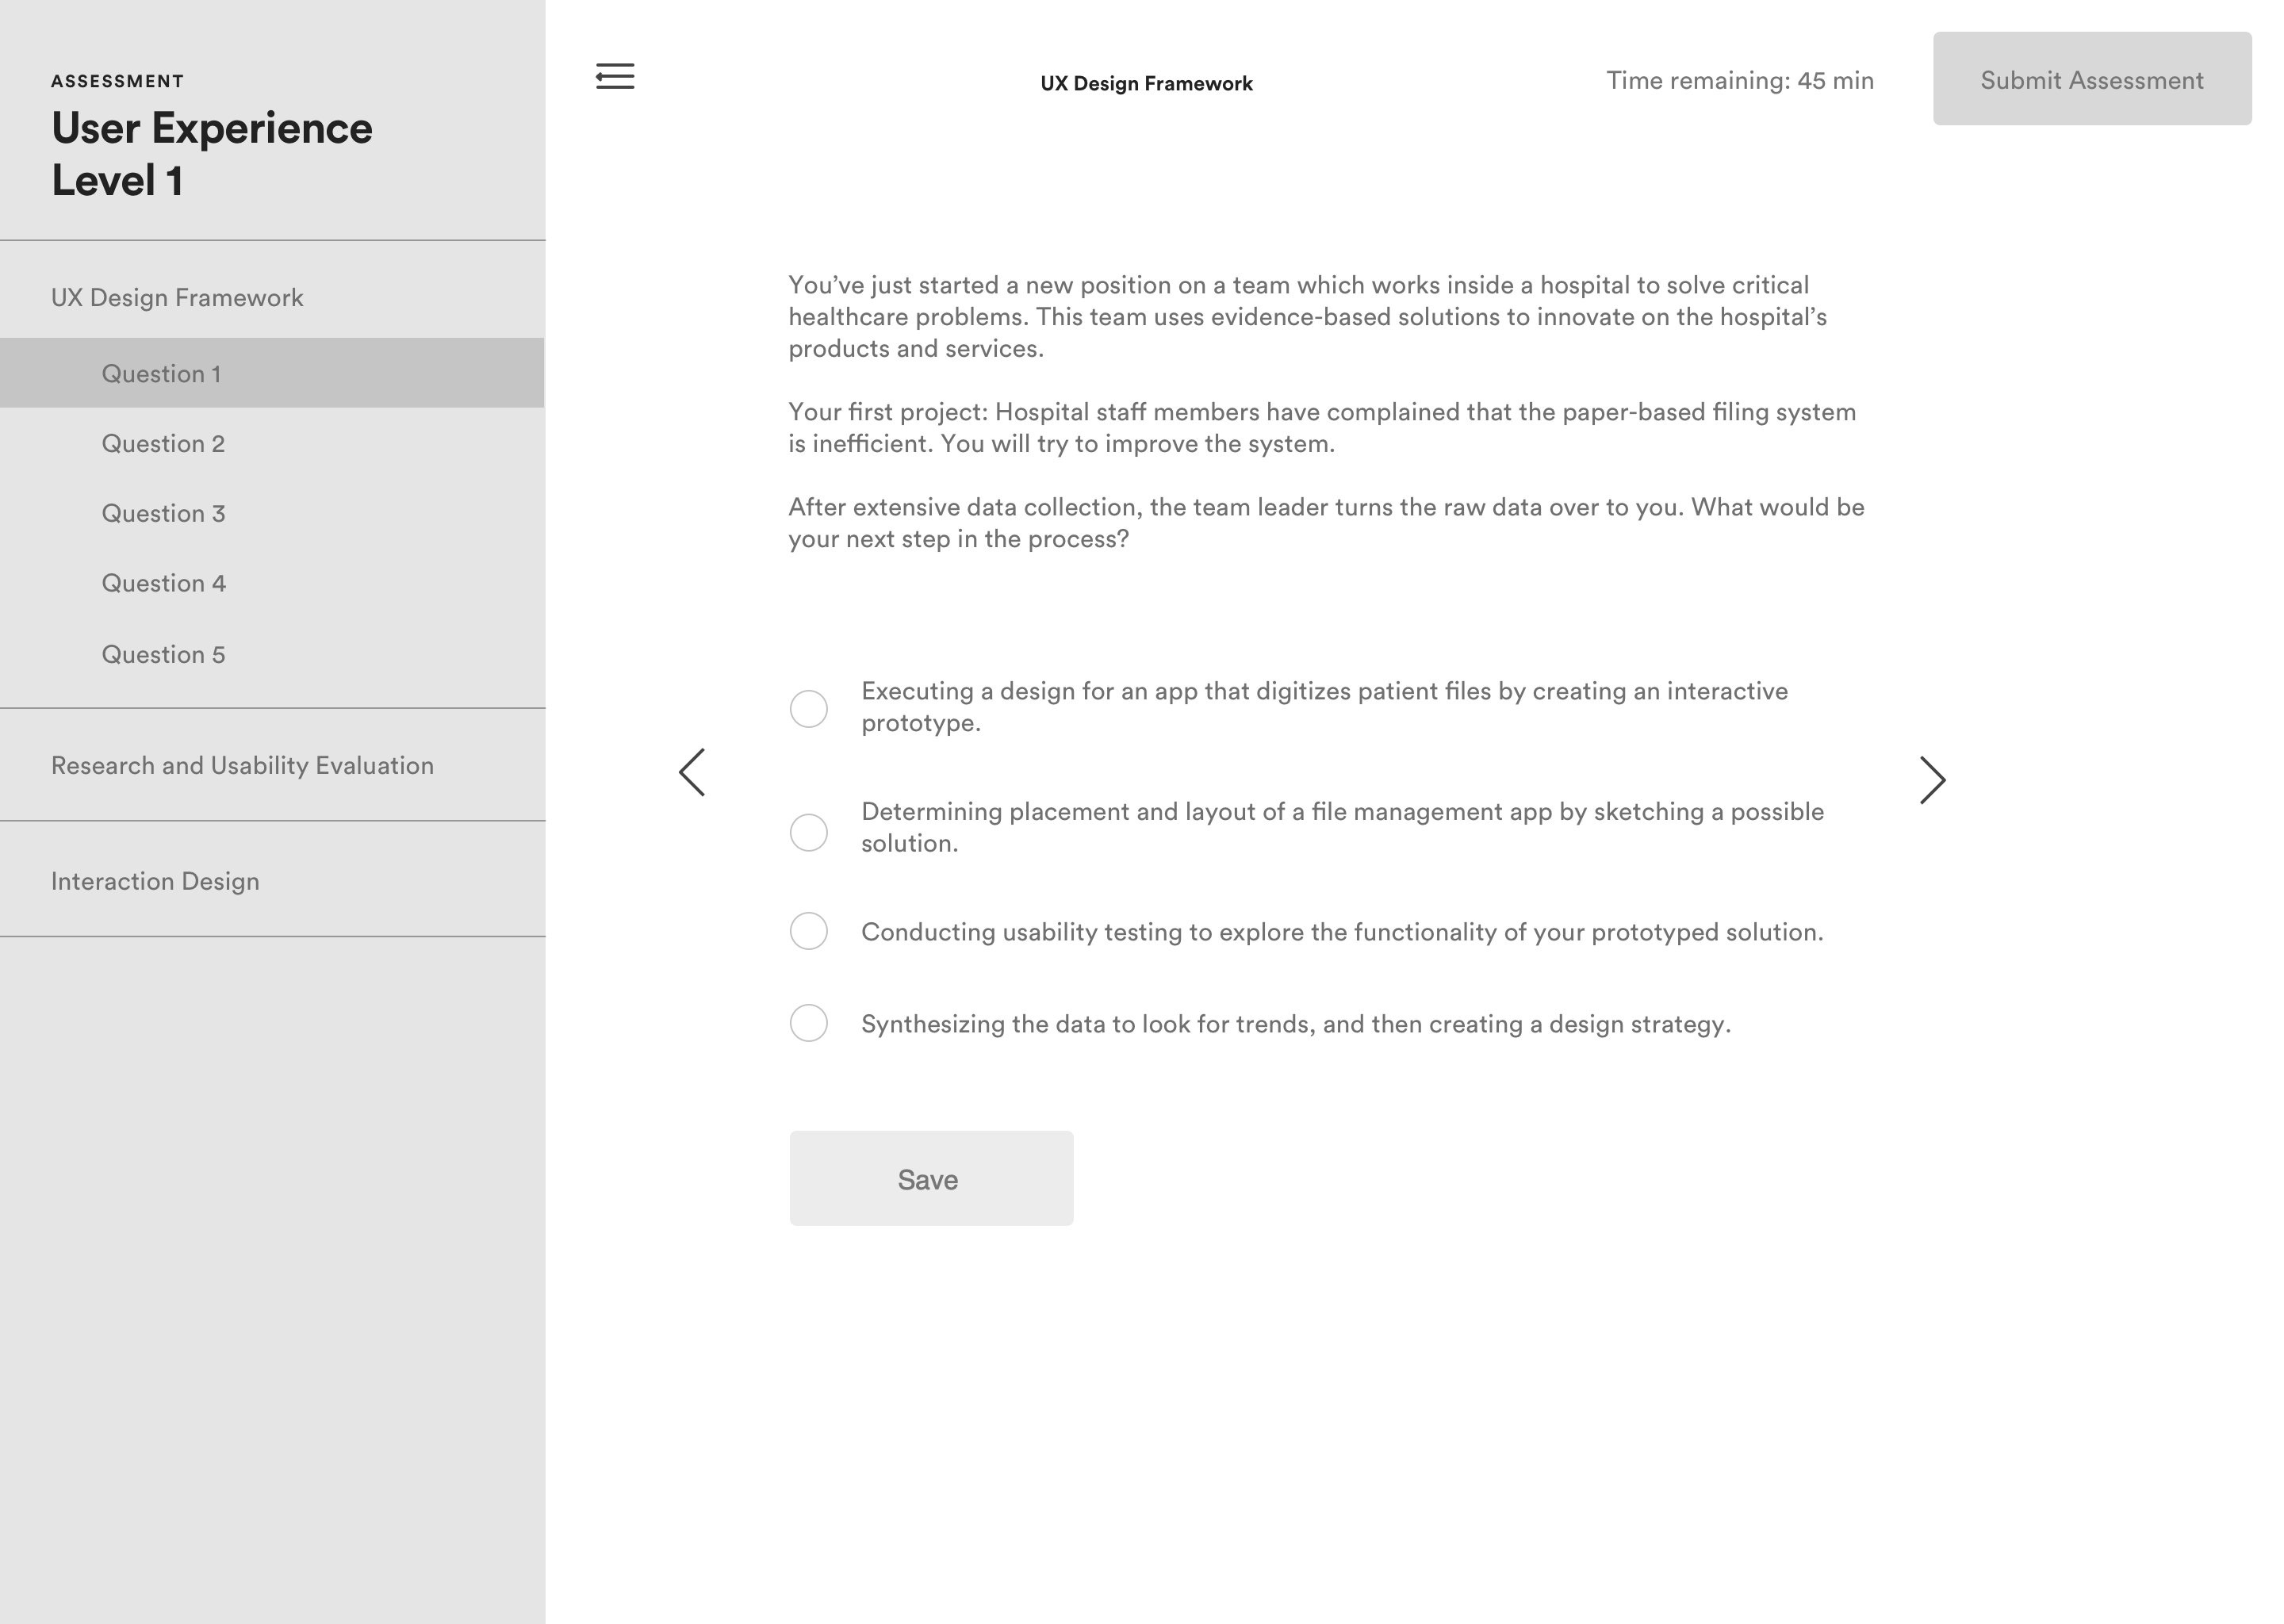 ASSESSMENT
User Experience
Level 1
UX Design Framework
Question 1
Question 2
Question 3
Question 4
Question 5
Research and Usability Evaluation
Interaction Design
UX Design Framework
Time remaining: 45 min
Submit Assessment
You’ve just started a new position on a team which works inside a hospital to solve critical
healthcare problems. This team uses evidence-based solutions to innovate on the hospital’s
products and services.
Your first project: Hospital staff members have complained that the paper-based filing system
is inefficient. You will try to improve the system.
After extensive data collection, the team leader turns the raw data over to you. What would be
your next step in the process?
Executing a design for an app that digitizes patient files by creating an interactive
prototype.
Determining placement and layout of a file management app by sketching a possible
solution.
Conducting usability testing to explore the functionality of your prototyped solution.
Synthesizing the data to look for trends, and then creating a design strategy.
Save